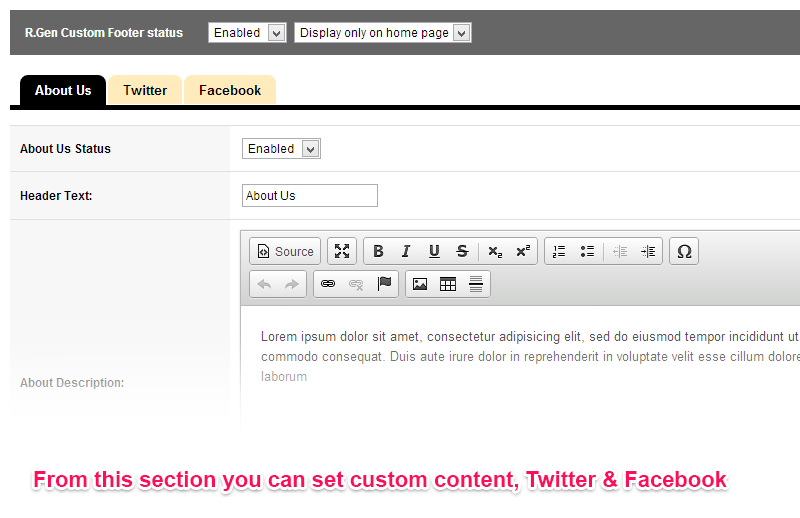 R.Gen Custom Footer status Enabled Display only on home page
About Us Twitter Facebook
About Us Status Enabled
Header Text: About Us
Source B I U S x₂ x² Ω
Lorem ipsum dolor sit amet, consectetur adipisicing elit, sed do eiusmod tempor incididunt ut
commodo consequat. Duis aute irure dolor in reprehenderit in voluptate velit esse cillum dolore
laborum
About Description:
From this section you can set custom content, Twitter & Facebook